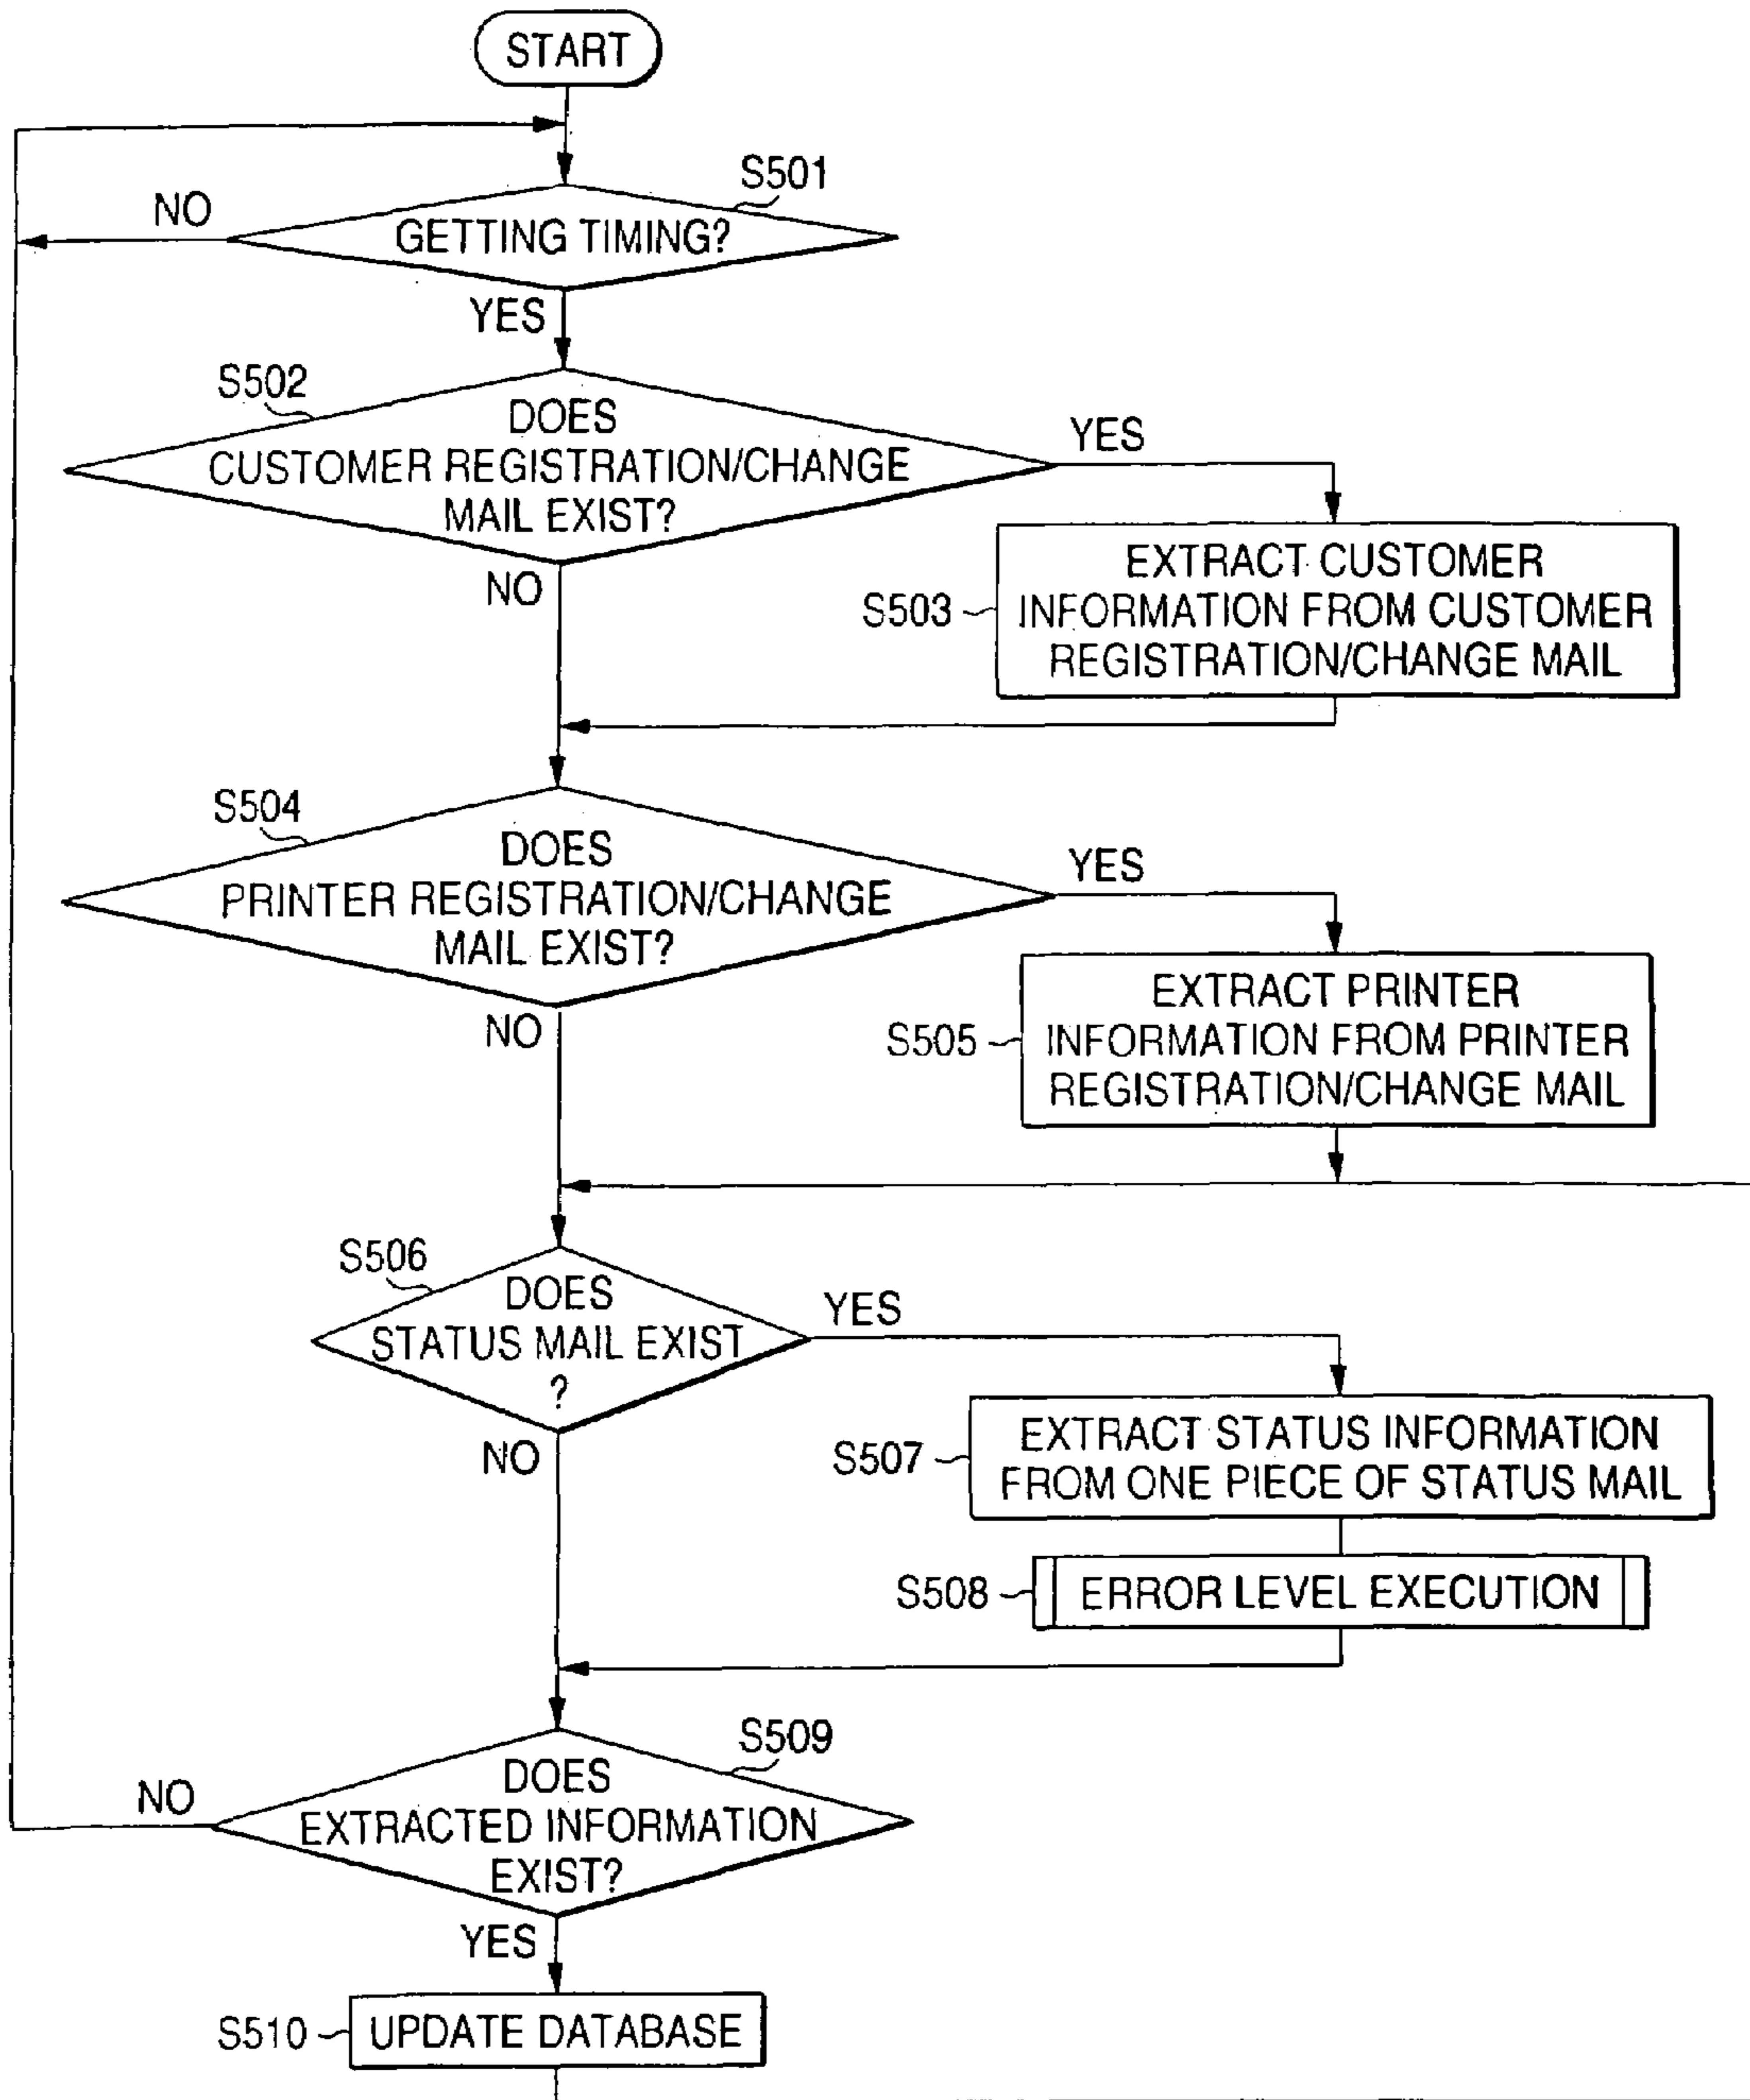 START
S501
NO
GETTING TIMING?
YES
S502
DOES
CUSTOMER REGISTRATION/CHANGE
MAIL EXIST?
YES
NO
S503
EXTRACT CUSTOMER
INFORMATION FROM CUSTOMER
REGISTRATION/CHANGE MAIL
S504
DOES
PRINTER REGISTRATION/CHANGE
MAIL EXIST?
YES
NO
S505
EXTRACT PRINTER
INFORMATION FROM PRINTER
REGISTRATION/CHANGE MAIL
S506
DOES
STATUS MAIL EXIST
?
YES
NO
S507
EXTRACT STATUS INFORMATION
FROM ONE PIECE OF STATUS MAIL
S508
ERROR LEVEL EXECUTION
S509
NO
DOES
EXTRACTED INFORMATION
EXIST?
YES
S510
UPDATE DATABASE